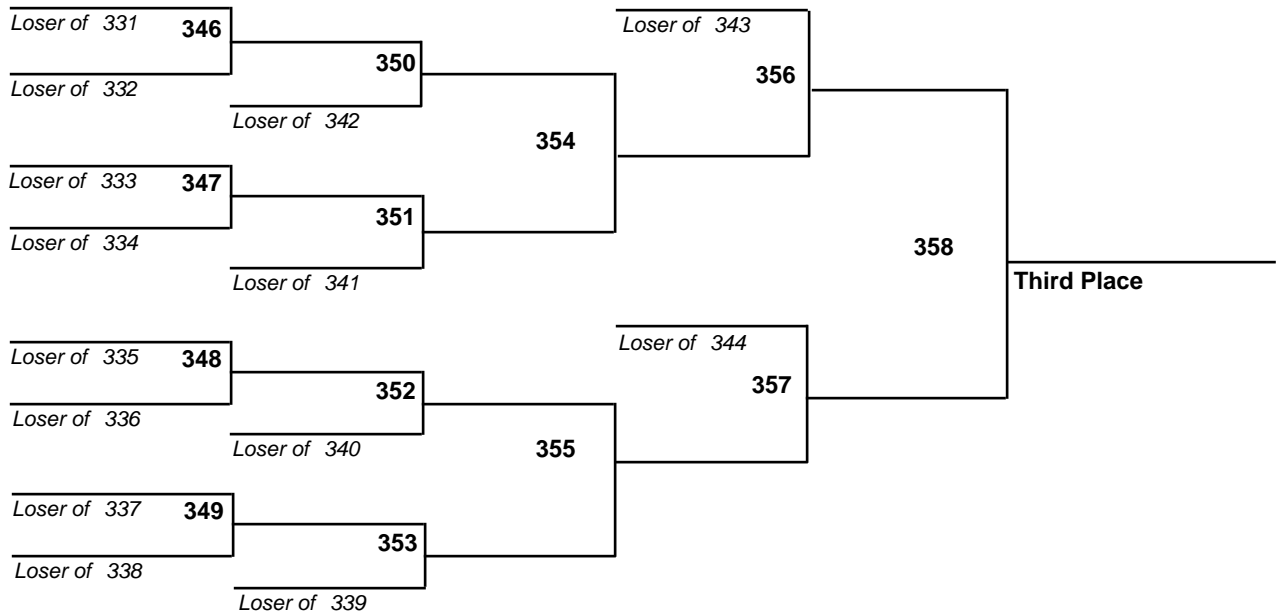 Loser of 331
346
Loser of 332
350
Loser of 342
Loser of 333
347
Loser of 334
351
Loser of 341
354
Loser of 343
356
Loser of 335
348
Loser of 336
352
Loser of 340
Loser of 337
349
Loser of 338
353
Loser of 339
355
Loser of 344
357
358
Third Place